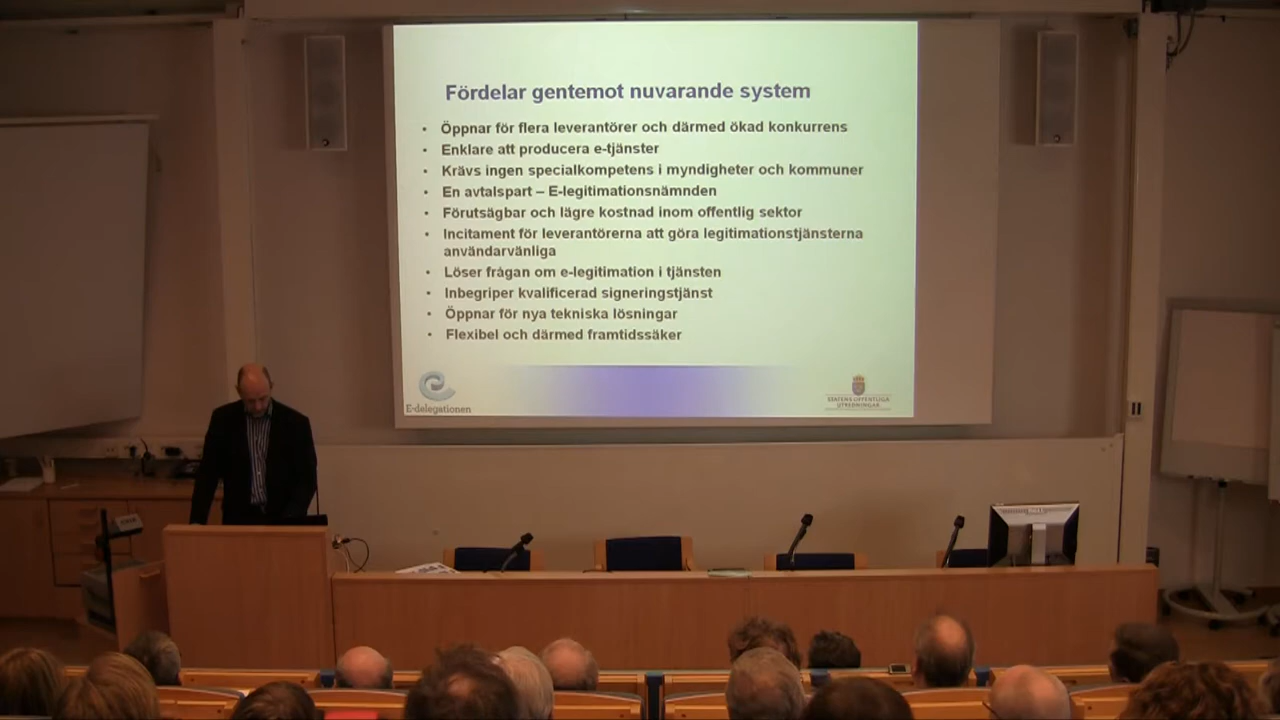 Fördelar gentemot nuvarande system
• Öppnar för flera leverantörer och därmed ökad konkurrens
• Enklare att producera e-tjänster
• Krävs ingen specialkompetens i myndigheter och kommuner
• En avtalspart – E-legitimationsnämnden
• Förutsägbar och lägre kostnad inom offentlig sektor
• Incitament för leverantörerna att göra legitimationstjänsterna
användarvänliga
• Löser frågan om e-legitimation i tjänsten
• Inbegriper kvalificerad signeringstjänst
• Öppnar för nya tekniska lösningar
• Flexibel och därmed framtidssäker
E-delegationen
STATENS OFFENTLIGA
UTREDNINGAR